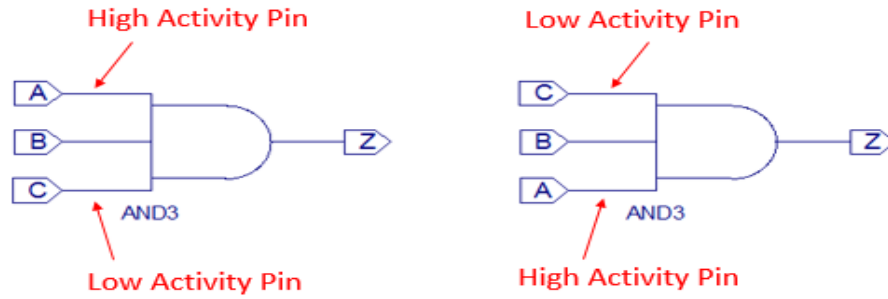 High Activity Pin
A
B
C
Z
AND3
Low Activity Pin
Low Activity Pin
C
B
A
Z
AND3
High Activity Pin